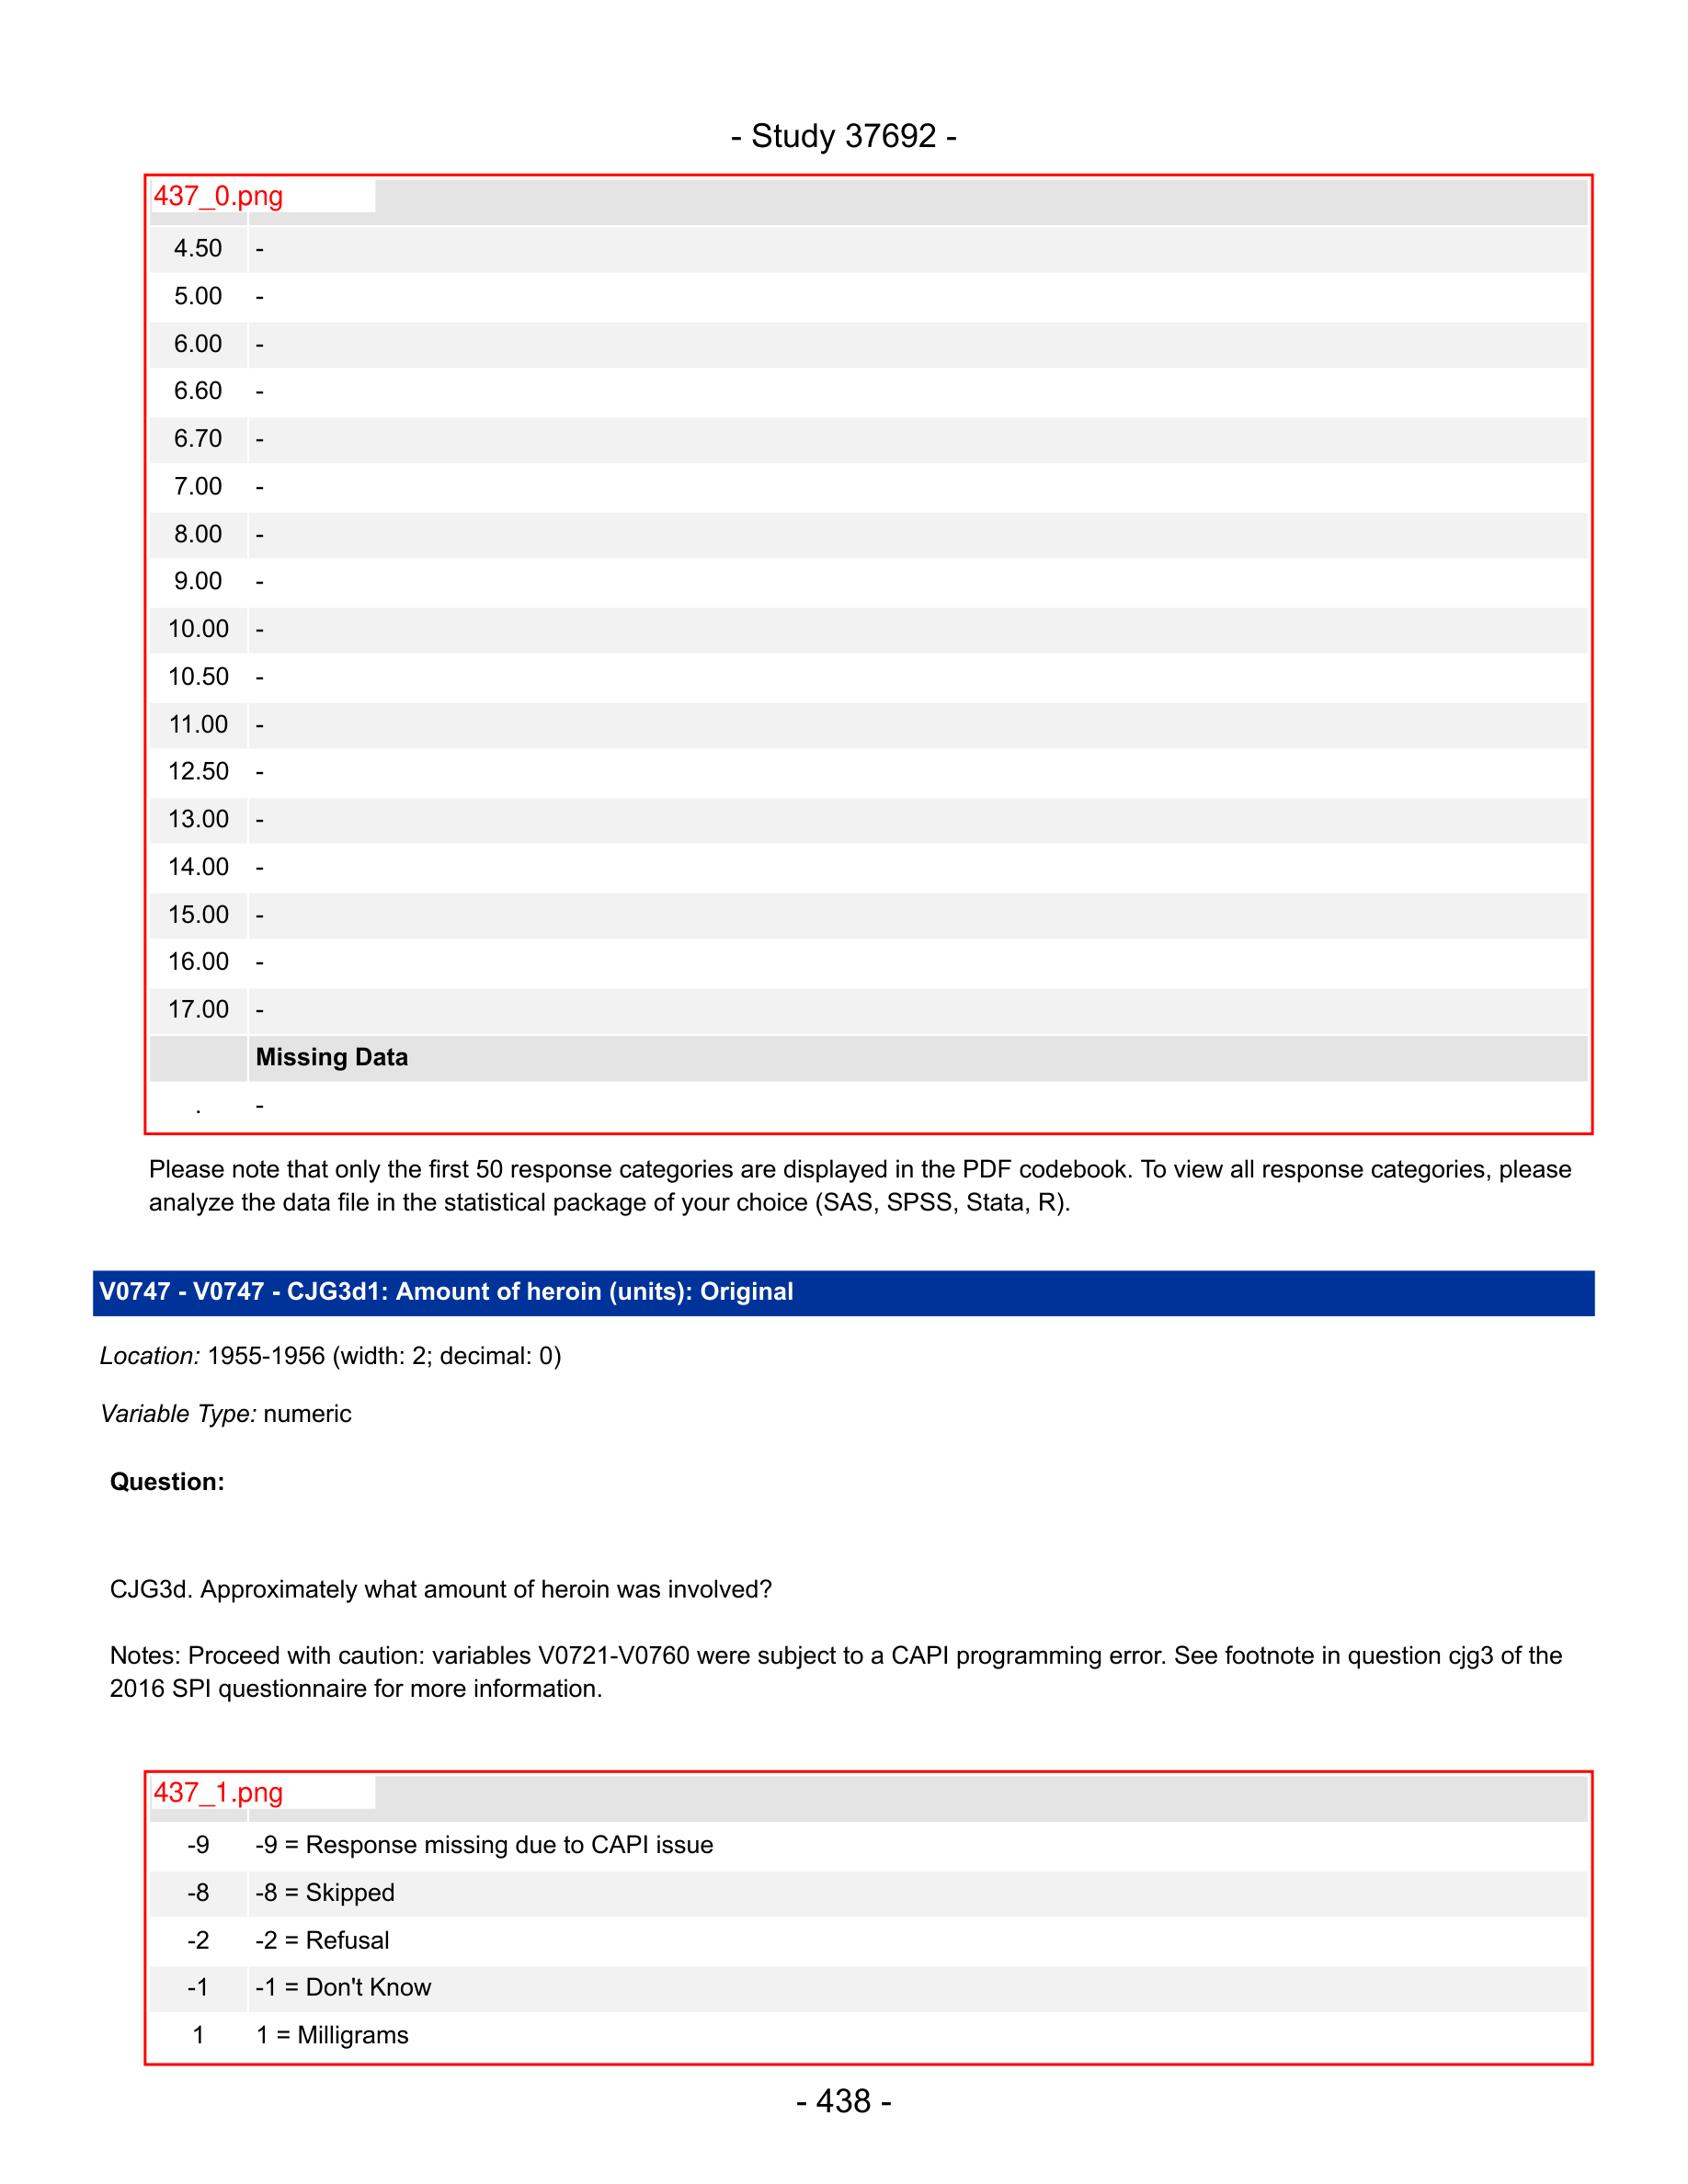 - Study 37692 -
437_0.png
4.50 -
5.00 -
6.00 -
6.60 -
6.70 -
7.00 -
8.00 -
9.00 -
10.00 -
10.50 -
11.00 -
12.50 -
13.00 -
14.00 -
15.00 -
16.00 -
17.00 -
Missing Data
. -
Please note that only the first 50 response categories are displayed in the PDF codebook. To view all response categories, please
analyze the data file in the statistical package of your choice (SAS, SPSS, Stata, R).
V0747 - V0747 - CJG3d1: Amount of heroin (units): Original
Location: 1955-1956 (width: 2; decimal: 0)
Variable Type: numeric
Question:
CJG3d. Approximately what amount of heroin was involved?
Notes: Proceed with caution: variables V0721-V0760 were subject to a CAPI programming error. See footnote in question cjg3 of the
2016 SPI questionnaire for more information.
437_1.png
-9 -9 = Response missing due to CAPI issue
-8 -8 = Skipped
-2 -2 = Refusal
-1 -1 = Don't Know
1 1 = Milligrams
- 438 -